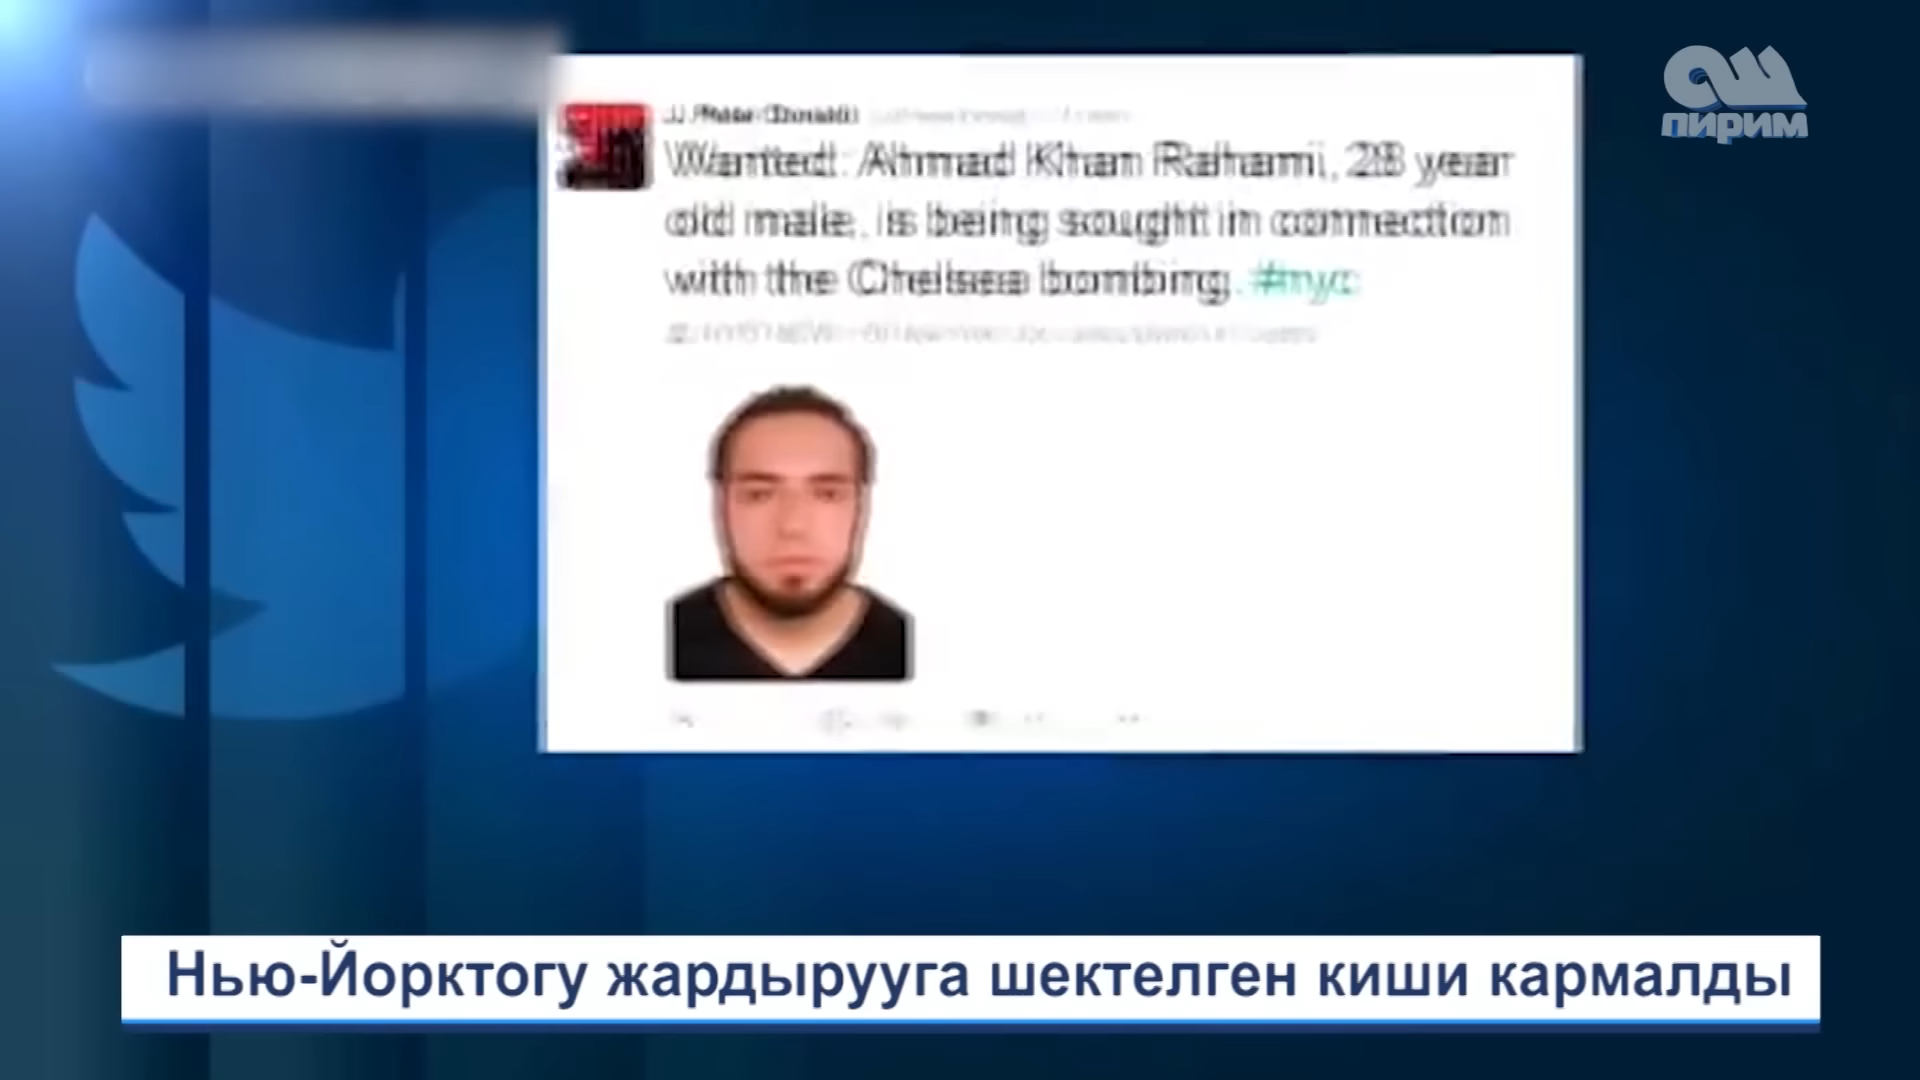 ОШ
ПИРИМ
Wanted: Ahmad Khan Rahami, 28 year
old male, is being sought in connection
with the Chelsea bombing. #nyc
Нью-Йорктогу жардырууга шектелген киши кармалды